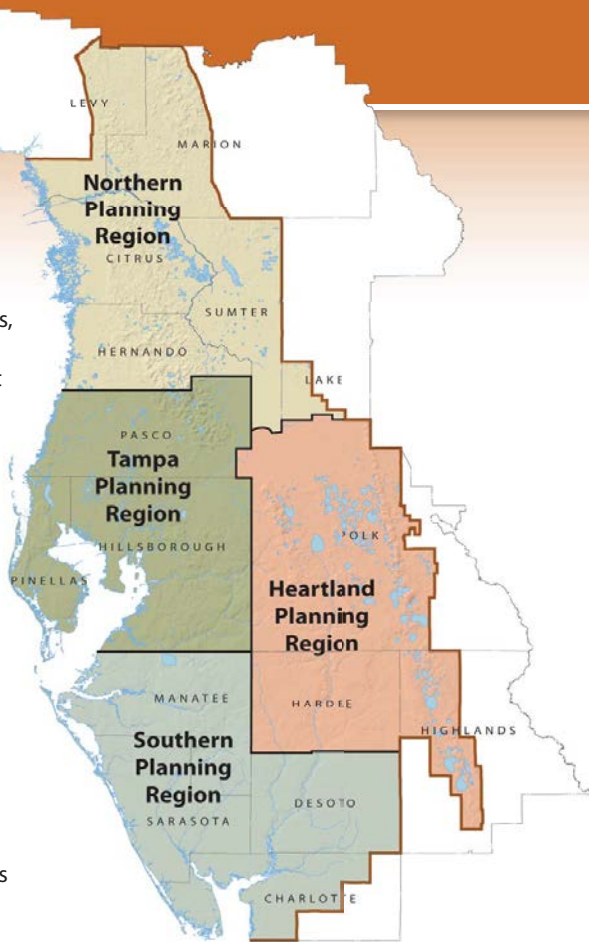 LEVY
MARION
Northern
Planning
Region
CITRUS
s,
SUMTER
HERNANDO
t
LAKE
PASCO
Tampa
Planning
Region
HILLSBOROUGH
POLK
PINELLAS
Heartland
Planning
Region
MANATEE
HARDEE
HIGHLANDS
Southern
Planning
Region
DESOTO
SARASOTA
s
CHARLOTTE